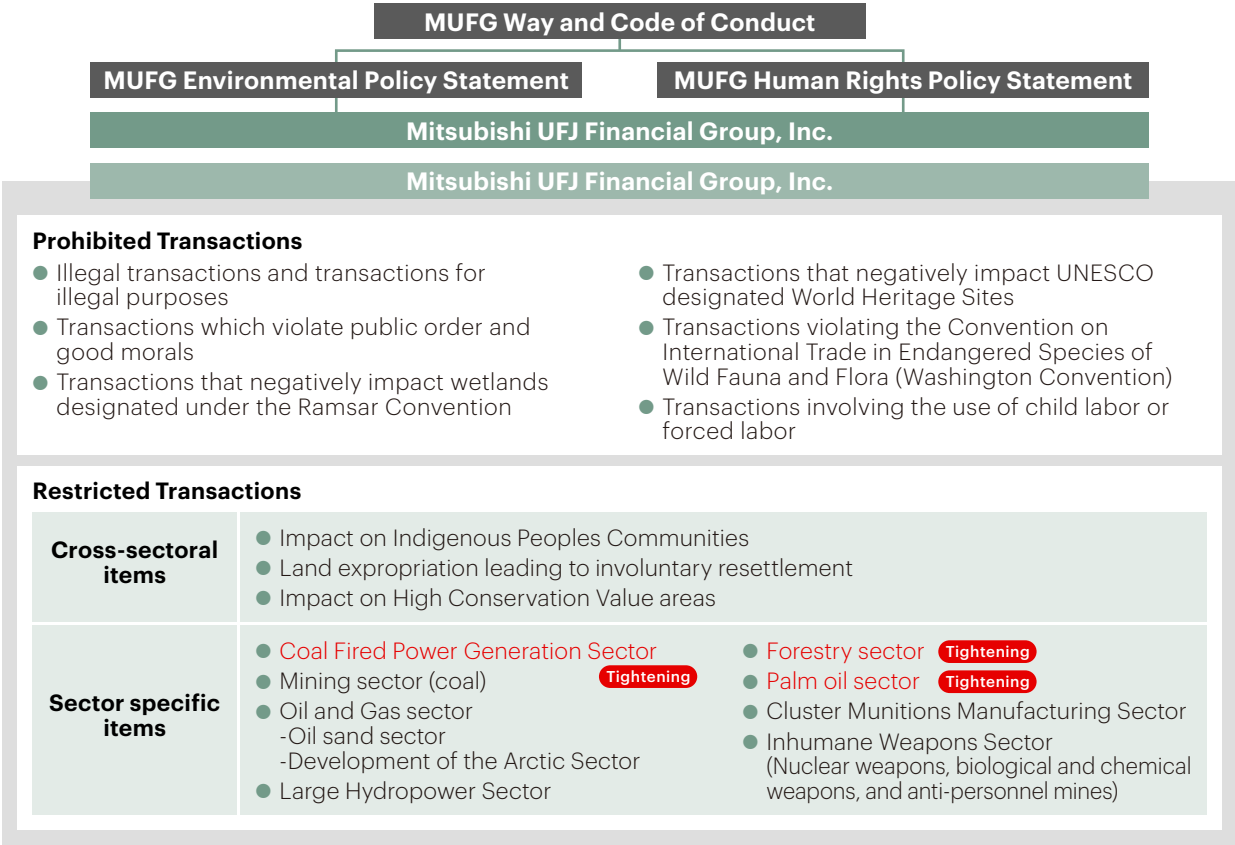 MUFG Way and Code of Conduct
MUFG Environmental Policy Statement
MUFG Human Rights Policy Statement
Mitsubishi UFJ Financial Group, Inc.
Mitsubishi UFJ Financial Group, Inc.
Prohibited Transactions
● Illegal transactions and transactions for
illegal purposes
● Transactions which violate public order and
good morals
● Transactions that negatively impact wetlands
designated under the Ramsar Convention
● Transactions that negatively impact UNESCO
designated World Heritage Sites
● Transactions violating the Convention on
International Trade in Endangered Species of
Wild Fauna and Flora (Washington Convention)
● Transactions involving the use of child labor or
forced labor
Restricted Transactions
Cross-sectoral
items
● Impact on Indigenous Peoples Communities
● Land expropriation leading to involuntary resettlement
● Impact on High Conservation Value areas
Sector specific
items
● Coal Fired Power Generation Sector
Tightening
● Mining sector (coal)
● Oil and Gas sector
-Oil sand sector
-Development of the Arctic Sector
● Large Hydropower Sector
● Forestry sector Tightening
● Palm oil sector Tightening
● Cluster Munitions Manufacturing Sector
● Inhumane Weapons Sector
(Nuclear weapons, biological and chemical
weapons, and anti-personnel mines)